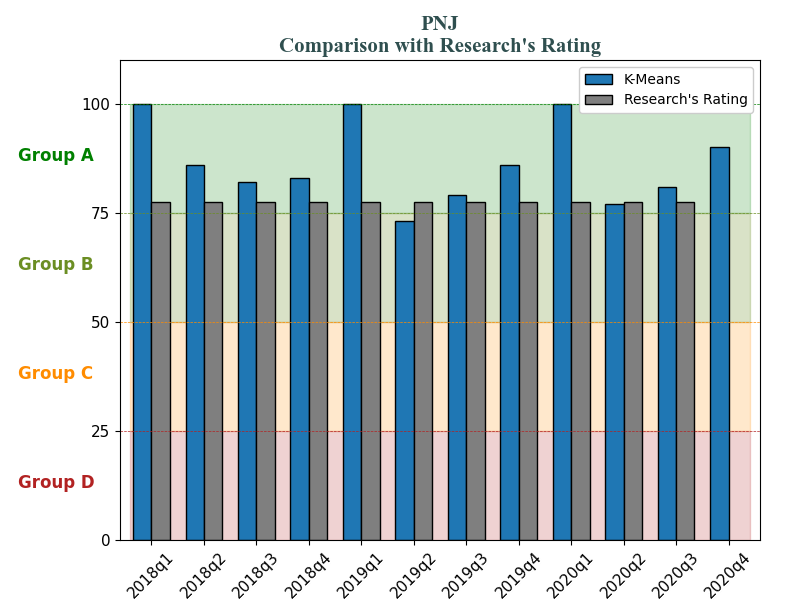 PNJ
Comparison with Research's Rating
K-Means
Research's Rating
100
75
50
25
0
Group A
Group B
Group C
Group D
2018q1
2018q2
2018q3
2018q4
2019q1
2019q2
2019q3
2019q4
2020q1
2020q2
2020q3
2020q4